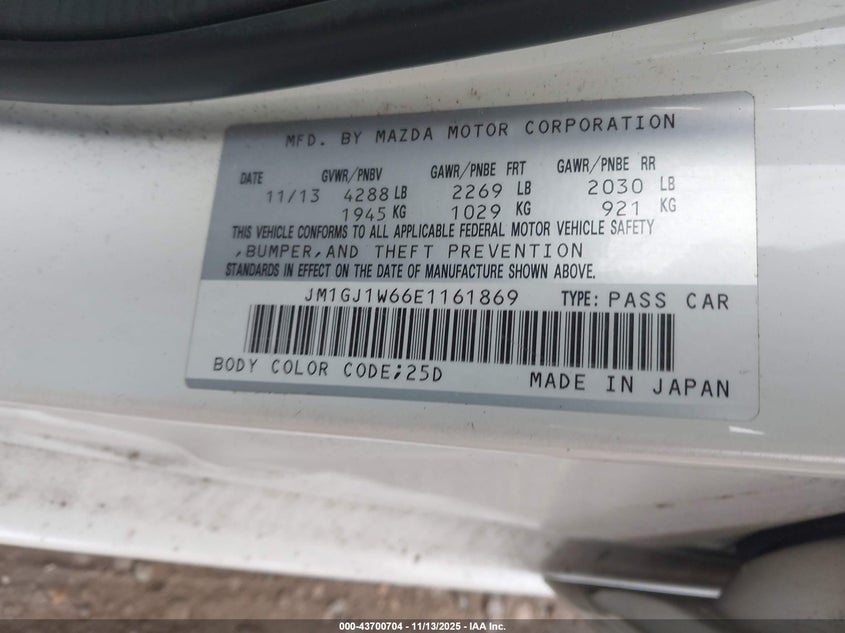 MFD. BY MAZDA MOTOR CORPORATION
DATE GVWR/PNBV GAWR/PNBE FRT GAWR/PNBE RR
11/13 4288 LB 2269 LB 2030 LB
1945 KG 1029 KG 921 KG
THIS VEHICLE CONFORMS TO ALL APPLICABLE FEDERAL MOTOR VEHICLE SAFETY
,BUMPER,AND THEFT PREVENTION
STANDARDS IN EFFECT ON THE DATE OF MANUFACTURE SHOWN ABOVE.
JM1GJ1W66E1161869 TYPE: PASS CAR
BODY COLOR CODE;25D MADE IN JAPAN
000-43700704 - 11/13/2025 - IAA Inc.